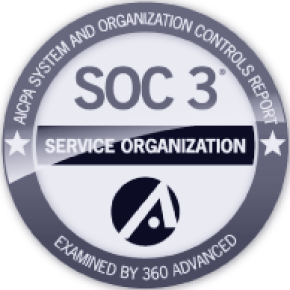 AICPA SYSTEM AND ORGANIZATION CONTROLS REPORT
SOC 3®
SERVICE ORGANIZATION
EXAMINED BY 360 ADVANCED